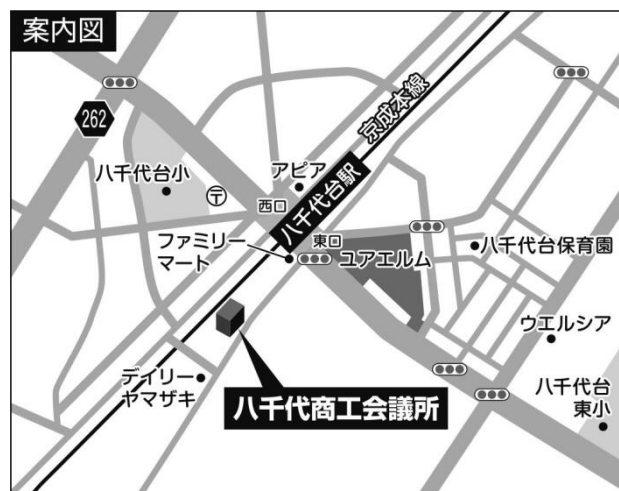 案内図
262
京成本線
八千代台小
アピア
西口
八千代台駅
東口
ファミリー
マート
ユアエルム
八千代台保育園
ウエルシア
デイリー
ヤマザキ
八千代商工会議所
八千代台
東小